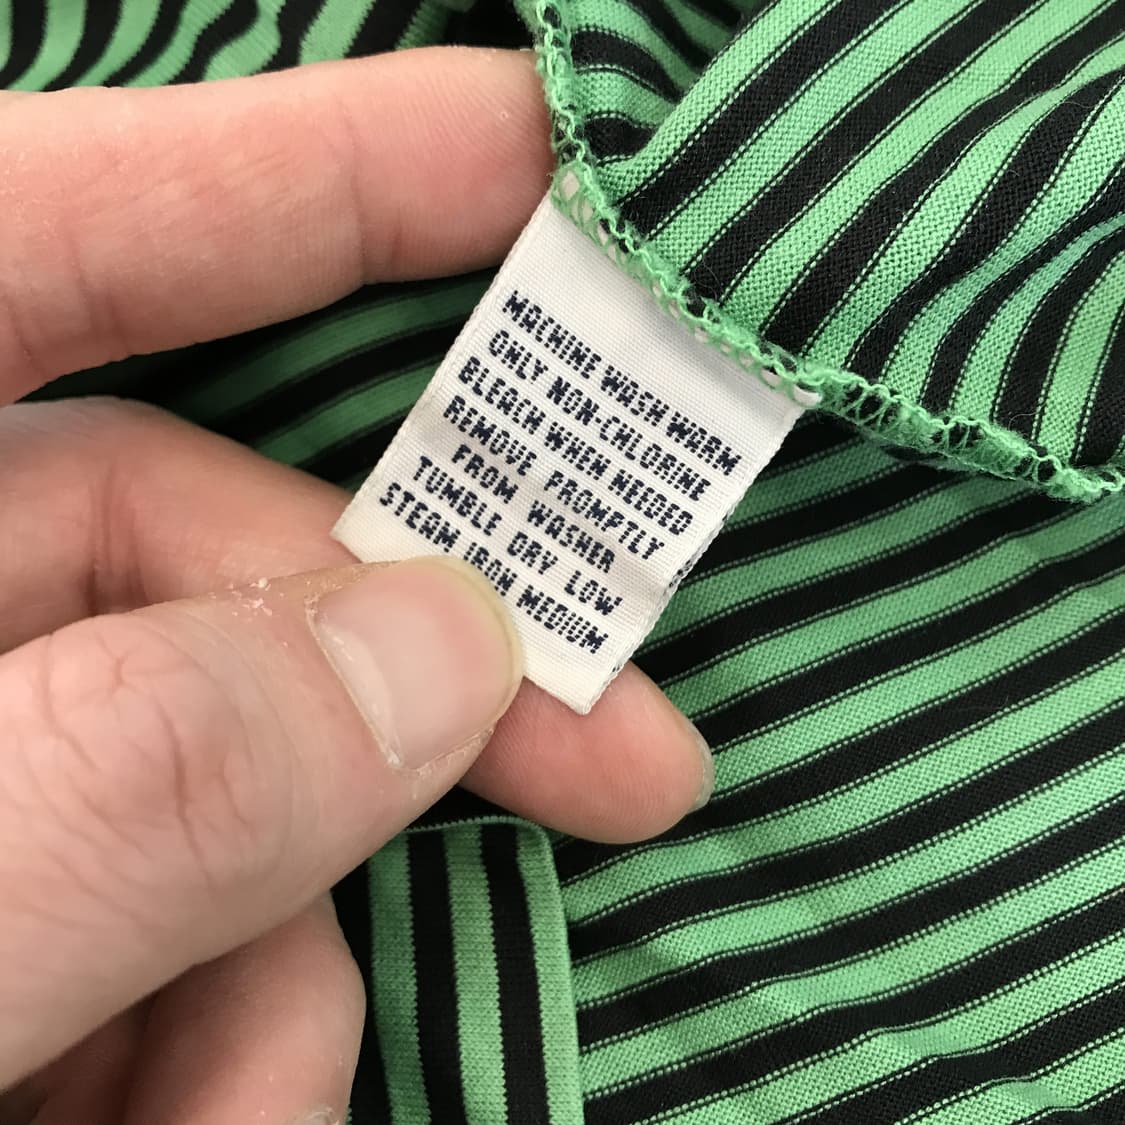 MACHINE WASH WARM
ONLY NON-CHLORINE
BLEACH WHEN NEEDED
REMOVE PROMPTLY
FROM WASHER
TUMBLE DRY LOW
STEAM IRON MEDIUM